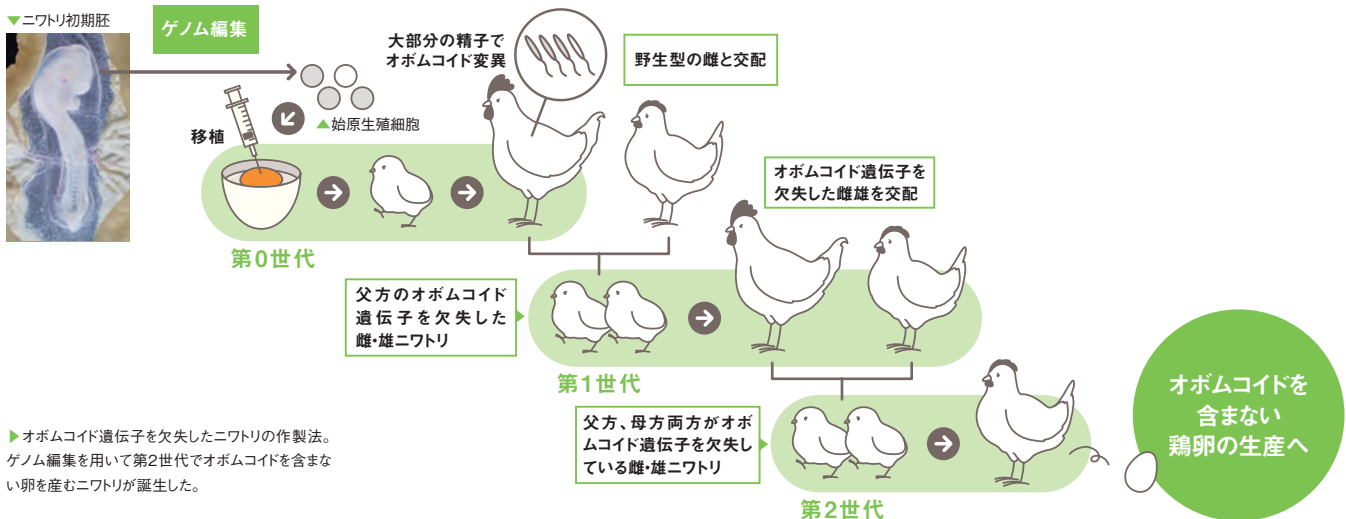 ▼ニワトリ初期胚
ゲノム編集
大部分の精子で
オボムコイド変異
野生型の雌と交配
移植
▲始原生殖細胞
オボムコイド遺伝子を
欠失した雌雄を交配
第0世代
父方のオボムコイド
遺伝子を欠失した
雌・雄ニワトリ
第1世代
父方、母方両方がオボ
ムコイド遺伝子を欠失し
ている雌・雄ニワトリ
第2世代
オボムコイドを
含まない
鶏卵の生産へ
▶オボムコイド遺伝子を欠失したニワトリの作製法。
ゲノム編集を用いて第2世代でオボムコイドを含まな
い卵を産むニワトリが誕生した。